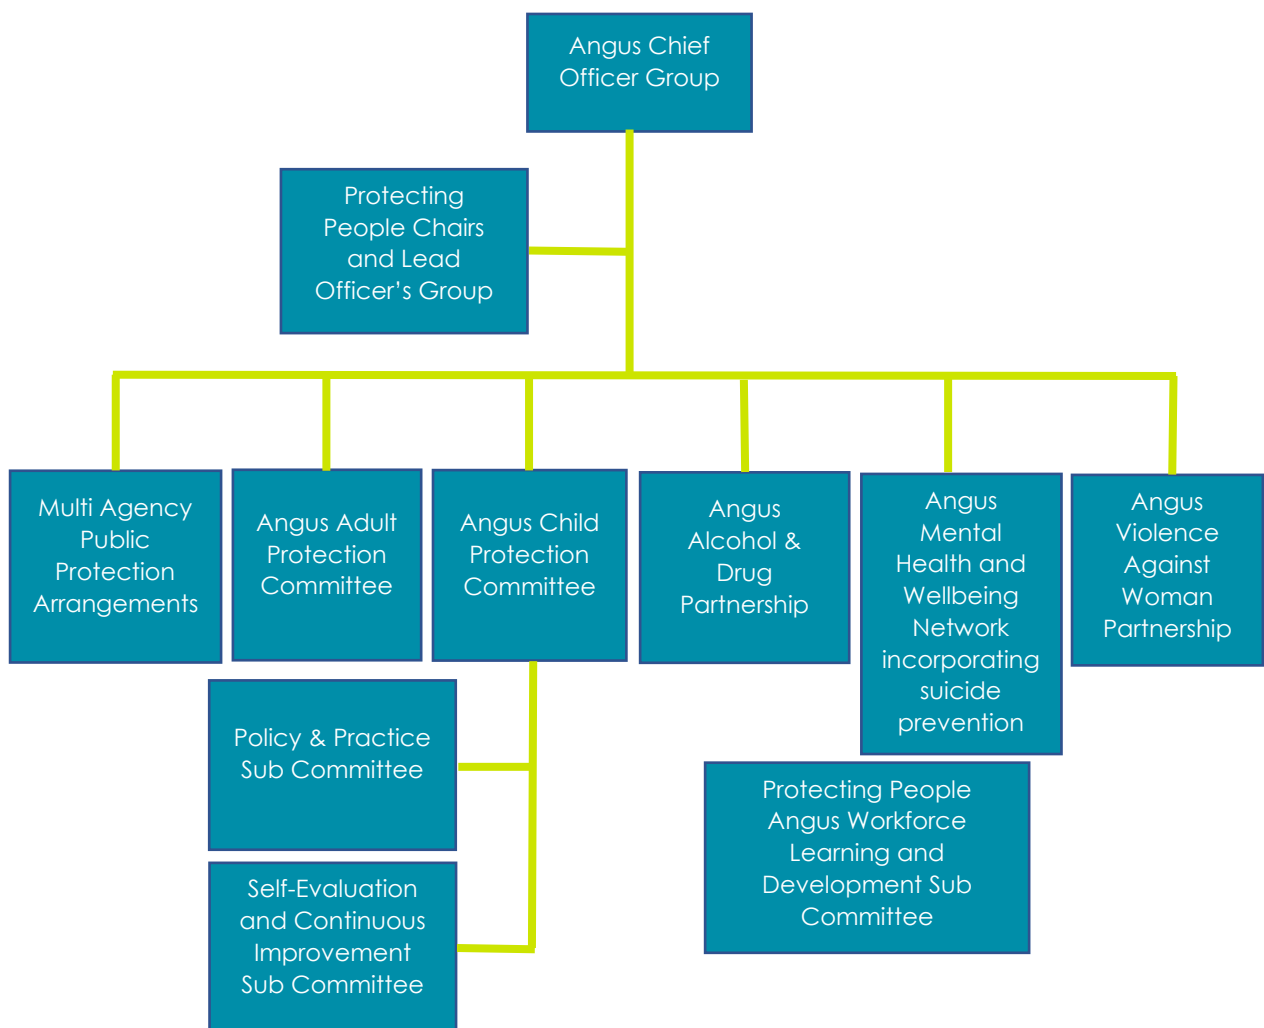 Angus Chief
Officer Group
Protecting
People Chairs
and Lead
Officer’s Group
Multi Agency
Public
Protection
Arrangements
Angus Adult
Protection
Committee
Angus Child
Protection
Committee
Angus
Alcohol &
Drug
Partnership
Angus
Mental
Health and
Wellbeing
Network
incorporating
suicide
prevention
Angus
Violence
Against
Woman
Partnership
Policy & Practice
Sub Committee
Protecting People
Angus Workforce
Learning and
Development Sub
Committee
Self-Evaluation
and Continuous
Improvement
Sub Committee